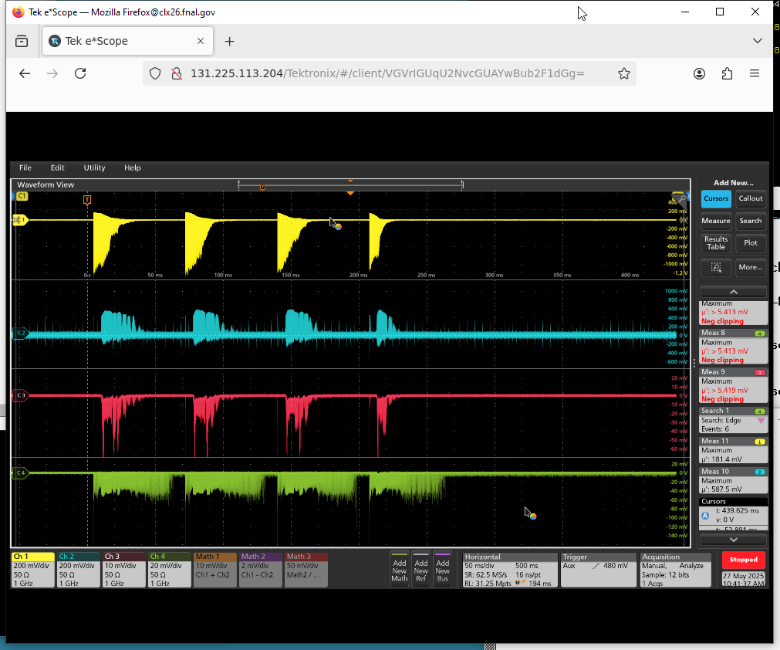 Tek e*Scope — Mozilla Firefox@clx26.fnal.gov
Tek e*Scope
131.225.113.204/Tektronix/#/client/VGVrIGUqU2NvcGUAYwBub2F1dGg=
File Edit Utility Help
Waveform View
Add New...
Cursors Callout
Measure Search
Results Table Plot
More...
C1
400 mV
200 mV
-200 mV
-400 mV
-600 mV
-800 mV
-1000 mV
-1.2 V
0 s 50 ms 100 ms 150 ms 200 ms 250 ms 300 ms 350 ms 400 ms
C2
1000 mV
800 mV
600 mV
400 mV
200 mV
-200 mV
-400 mV
-600 mV
C3
20 mV
10 mV
-10 mV
-20 mV
-30 mV
-40 mV
-50 mV
-60 mV
C4
20 mV
-20 mV
-40 mV
-60 mV
-80 mV
-100 mV
-120 mV
-140 mV
Maximum
µ': > 5.413 mV
Neg clipping
Meas 8 4
Maximum
µ': > 5.413 mV
Neg clipping
Meas 9 3
Maximum
µ': > 5.419 mV
Neg clipping
Search 1 4
Search: Edge
Events: 6
Meas 11 1
Maximum
µ': 181.4 mV
Meas 10 2
Maximum
µ': 587.5 mV
Cursors
t: 439.625 ms
v: 0 V
Ch 1
200 mV/div
50 Ω
1 GHz
Ch 2
200 mV/div
50 Ω
1 GHz
Ch 3
10 mV/div
50 Ω
1 GHz
Ch 4
20 mV/div
50 Ω
1 GHz
Math 1
10 mV/div
Ch1 + Ch2
Math 2
2 mV/div
Ch1 - Ch2
Math 3
50 mV/div
Math2 / ...
Add New Math
Add New Ref
Add New Bus
Horizontal
50 ms/div 500 ms
SR: 62.5 MS/s 16 ns/pt
RL: 31.25 Mpts 194 ms
Trigger
Aux 480 mV
Acquisition
Manual, Analyze
Sample: 12 bits
1 Acqs
Stopped
27 May 2025
10:41:37 AM